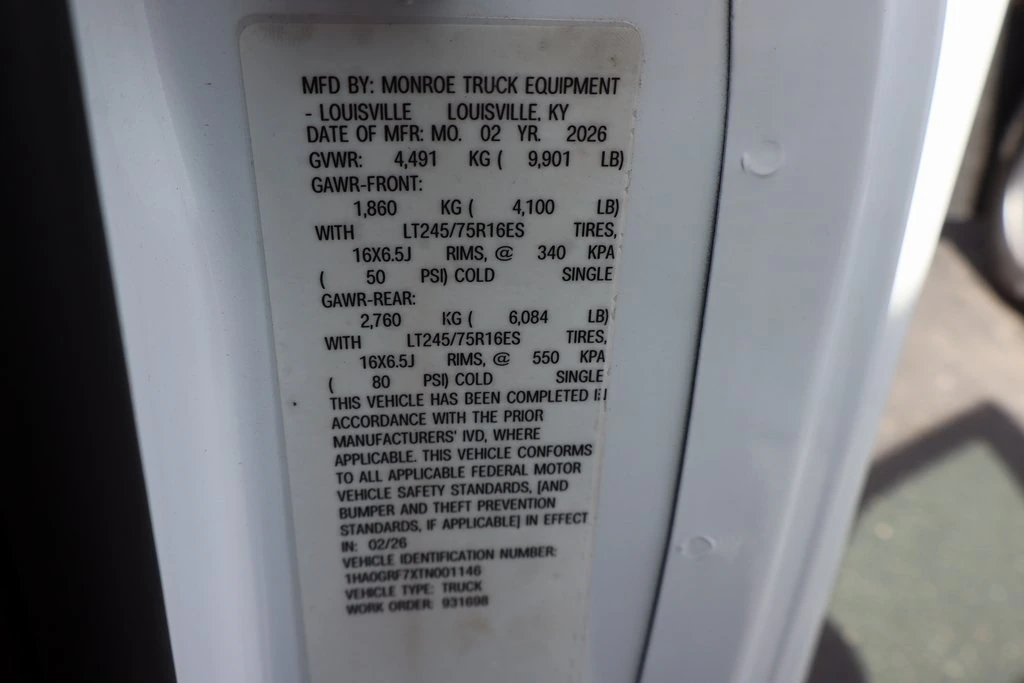 MFD BY: MONROE TRUCK EQUIPMENT
- LOUISVILLE LOUISVILLE, KY
DATE OF MFR: MO. 02 YR. 2026
GVWR: 4,491 KG ( 9,901 LB)
GAWR-FRONT:
1,860 KG ( 4,100 LB)
WITH LT245/75R16ES TIRES,
16X6.5J RIMS, @ 340 KPA
( 50 PSI) COLD SINGLE
GAWR-REAR:
2,760 KG ( 6,084 LB)
WITH LT245/75R16ES TIRES,
16X6.5J RIMS, @ 550 KPA
( 80 PSI) COLD SINGLE
THIS VEHICLE HAS BEEN COMPLETED IN
ACCORDANCE WITH THE PRIOR
MANUFACTURERS' IVD, WHERE
APPLICABLE. THIS VEHICLE CONFORMS
TO ALL APPLICABLE FEDERAL MOTOR
VEHICLE SAFETY STANDARDS, [AND
BUMPER AND THEFT PREVENTION
STANDARDS, IF APPLICABLE] IN EFFECT
IN: 02/26
VEHICLE IDENTIFICATION NUMBER:
1HA0GRF7XTN001146
VEHICLE TYPE: TRUCK
WORK ORDER: 931698